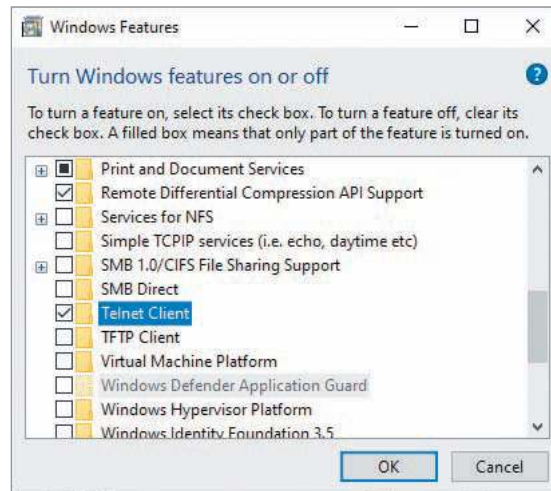 Windows Features
Turn Windows features on or off
?
To turn a feature on, select its check box. To turn a feature off, clear its
check box. A filled box means that only part of the feature is turned on.
Print and Document Services
Remote Differential Compression API Support
Services for NFS
Simple TCPIP services (i.e. echo, daytime etc)
SMB 1.0/CIFS File Sharing Support
SMB Direct
Telnet Client
TFTP Client
Virtual Machine Platform
Windows Defender Application Guard
Windows Hypervisor Platform
Windows Identity Foundation 3.5
OK Cancel